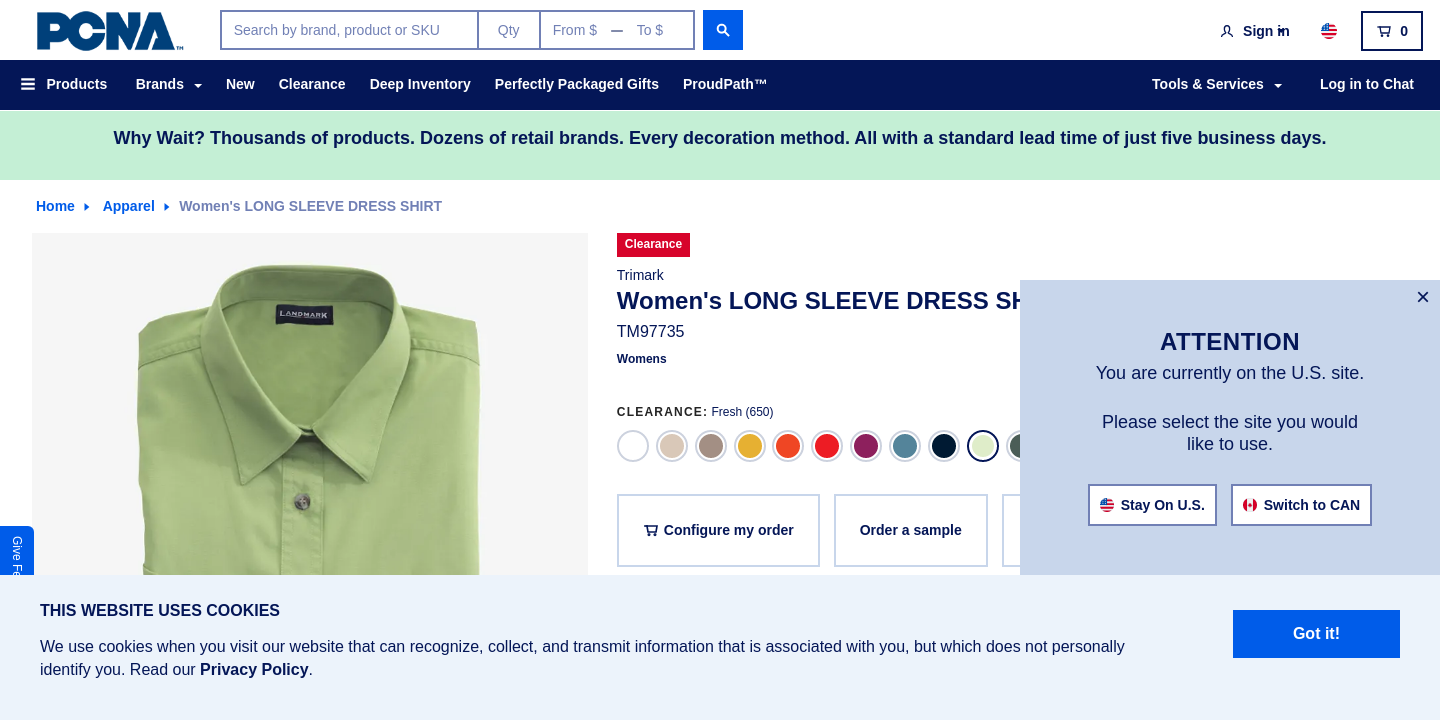 PCNA™
Search by brand, product or SKU
Qty
From $ — To $
Sign in
0
Products
Brands
New
Clearance
Deep Inventory
Perfectly Packaged Gifts
ProudPath™
Tools & Services
Log in to Chat
Why Wait? Thousands of products. Dozens of retail brands. Every decoration method. All with a standard lead time of just five business days.
Home
Apparel
Women's LONG SLEEVE DRESS SHIRT
LANDMARK
Clearance
Trimark
Women's LONG SLEEVE DRESS SH
TM97735
Womens
CLEARANCE: Fresh (650)
Configure my order
Order a sample
×
ATTENTION
You are currently on the U.S. site.
Please select the site you would
like to use.
Stay On U.S.
Switch to CAN
Give Fe
THIS WEBSITE USES COOKIES
We use cookies when you visit our website that can recognize, collect, and transmit information that is associated with you, but which does not personally
identify you. Read our Privacy Policy.
Got it!